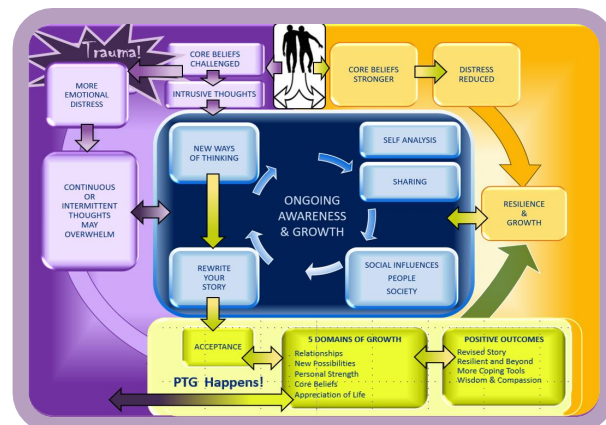 Trauma!
CORE BELIEFS
CHALLENGED
INTRUSIVE THOUGHTS
MORE
EMOTIONAL
DISTRESS
CONTINUOUS
OR
INTERMITTENT
THOUGHTS
MAY
OVERWHELM
CORE BELIEFS
STRONGER
DISTRESS
REDUCED
NEW WAYS
OF THINKING
SELF ANALYSIS
SHARING
ONGOING
AWARENESS
& GROWTH
RESILIENCE
&
GROWTH
REWRITE
YOUR
STORY
SOCIAL INFLUENCES
PEOPLE
SOCIETY
ACCEPTANCE
PTG Happens!
5 DOMAINS OF GROWTH
Relationships
New Possibilities
Personal Strength
Core Beliefs
Appreciation of Life
POSITIVE OUTCOMES
Revised Story
Resilient and Beyond
More Coping Tools
Wisdom & Compassion